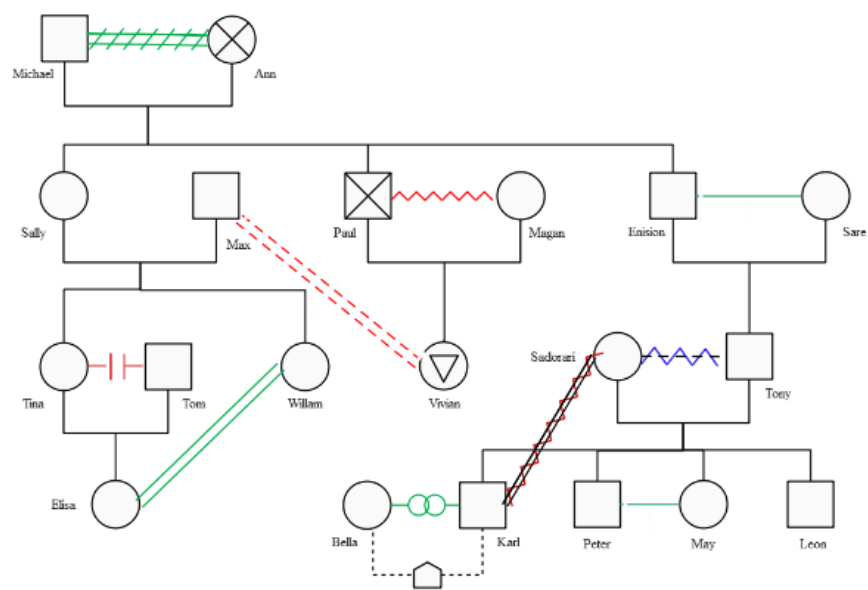 Michael
Ann
Sally
Max
Paul
Magan
Enision
Sare
Tina
Tom
Willam
Vivian
Sadorari
Tony
Elisa
Bella
Karl
Peter
May
Leon